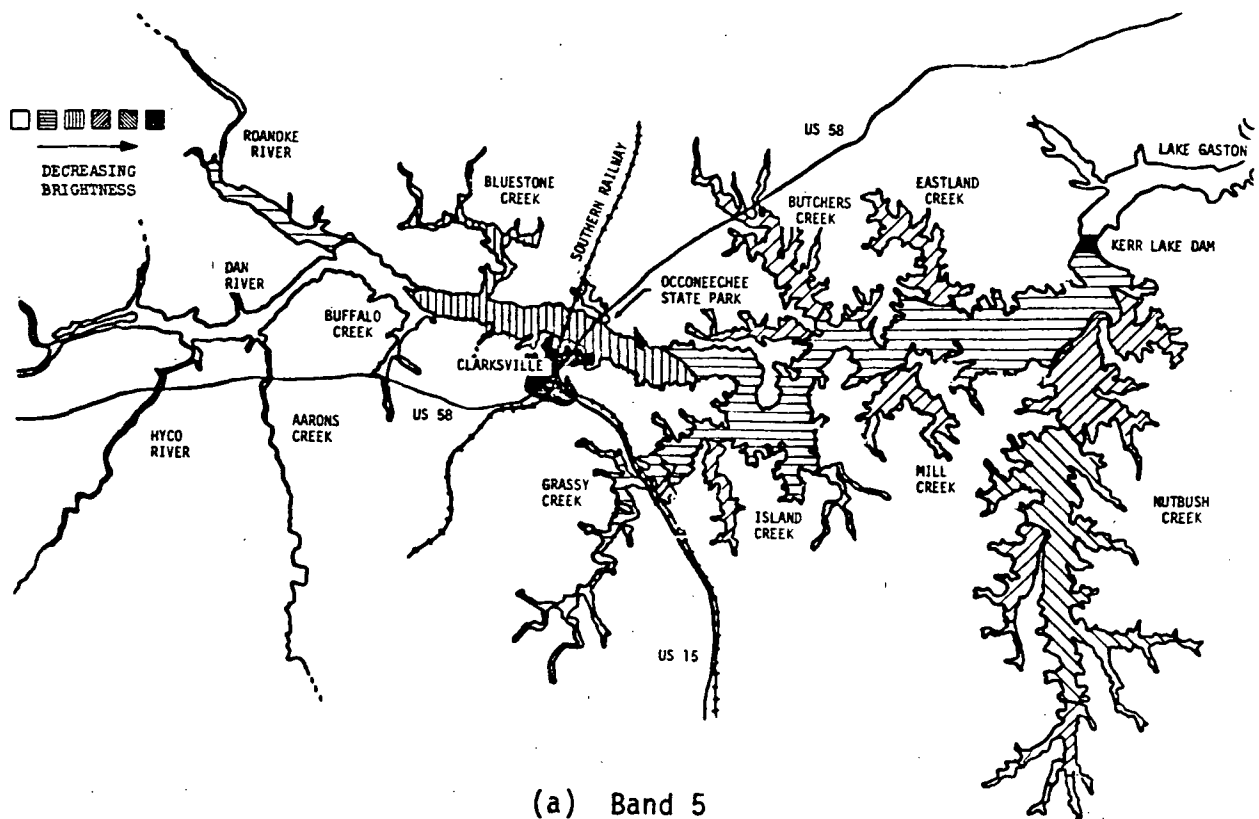 US 58
LAKE GASTON
ROANOKE
RIVER
DECREASING
BRIGHTNESS
BLUESTONE
CREEK
SOUTHERN RAILWAY
BUTCHERS
CREEK
EASTLAND
CREEK
KERR LAKE DAM
DAN
RIVER
OCCONEECHEE
STATE PARK
BUFFALO
CREEK
CLARKSVILLE
US 58
HYCO
RIVER
AARONS
CREEK
GRASSY
CREEK
ISLAND
CREEK
MILL
CREEK
NUTBUSH
CREEK
US 15
(a) Band 5